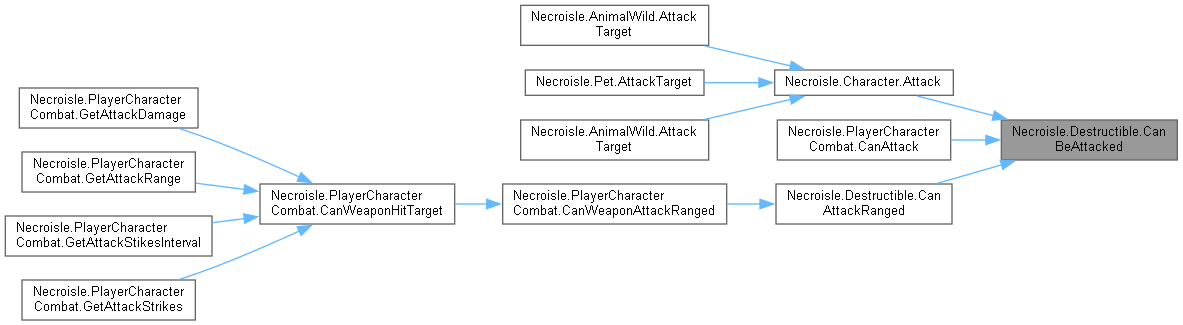 Necroisle.AnimalWild.Attack
Target
Necroisle.Pet.AttackTarget
Necroisle.Character.Attack
Necroisle.PlayerCharacter
Combat.GetAttackDamage
Necroisle.AnimalWild.Attack
Target
Necroisle.PlayerCharacter
Combat.CanAttack
Necroisle.Destructible.Can
BeAttacked
Necroisle.PlayerCharacter
Combat.GetAttackRange
Necroisle.PlayerCharacter
Combat.CanWeaponHitTarget
Necroisle.PlayerCharacter
Combat.CanWeaponAttackRanged
Necroisle.Destructible.Can
AttackRanged
Necroisle.PlayerCharacter
Combat.GetAttackStikesInterval
Necroisle.PlayerCharacter
Combat.GetAttackStrikes